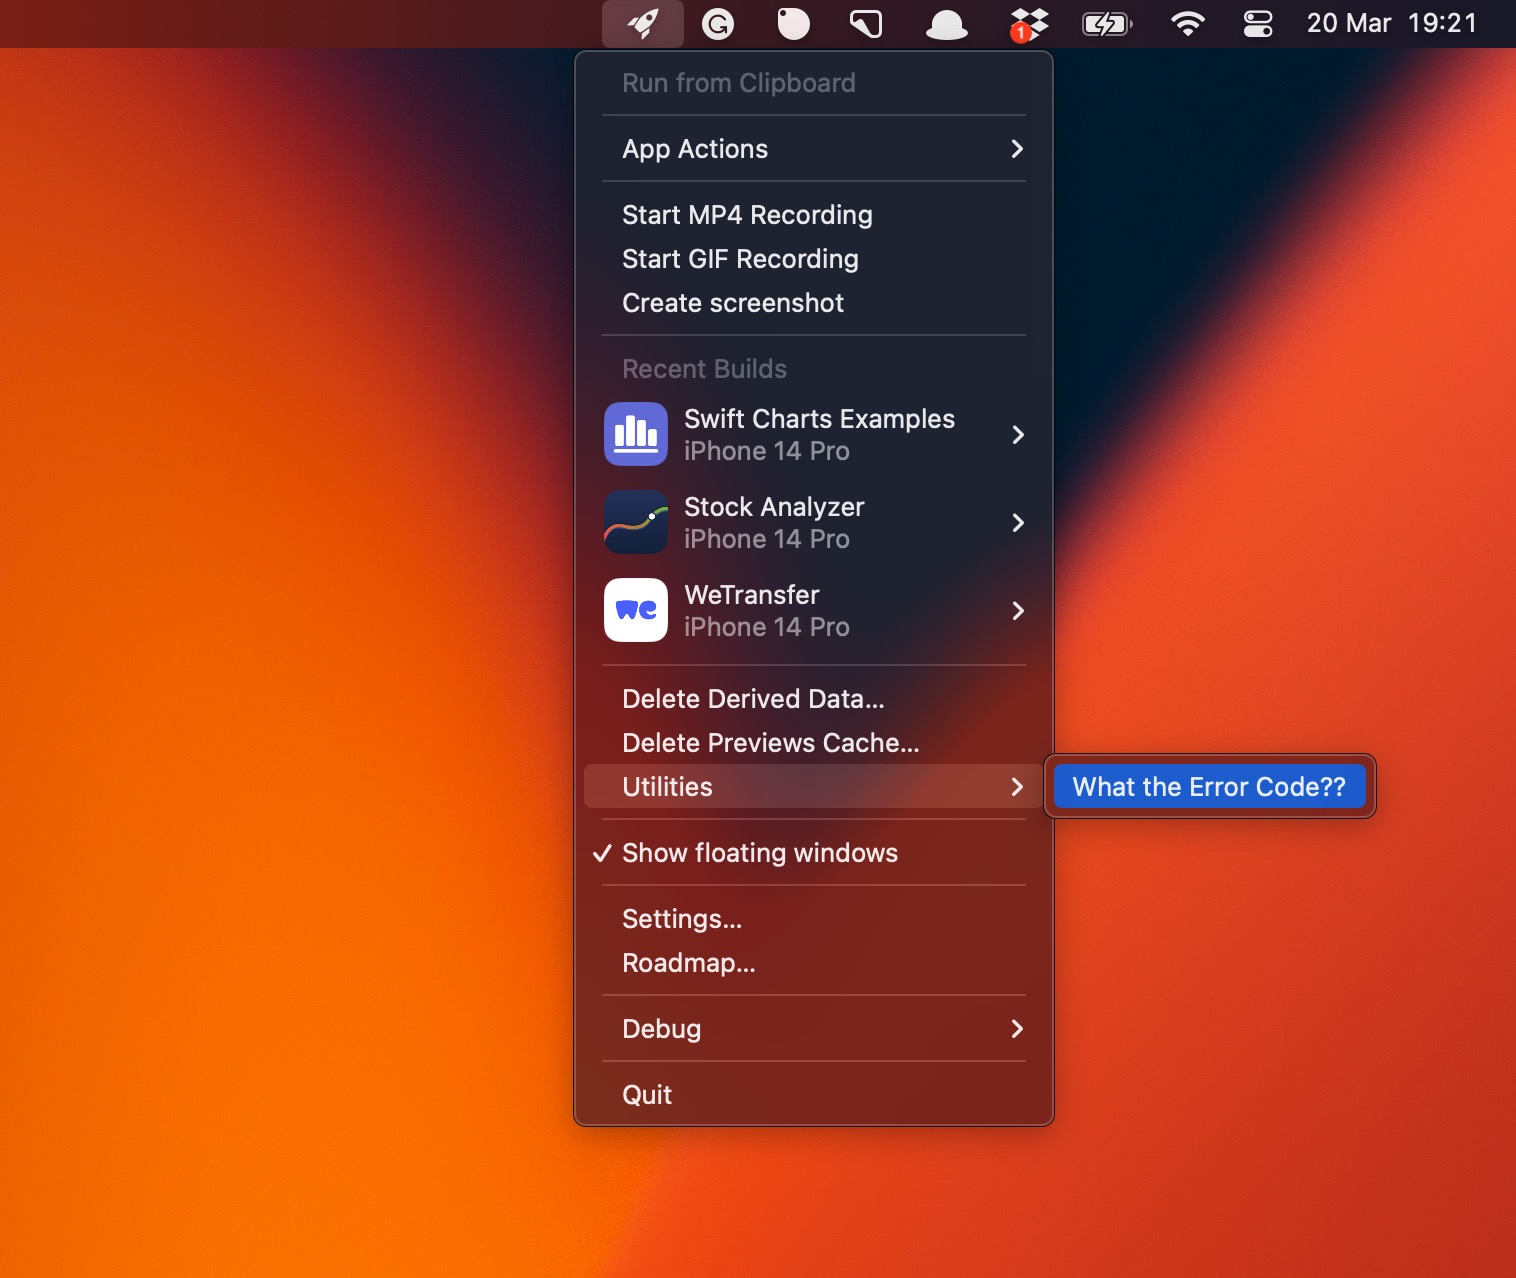 20 Mar 19:21
1
Run from Clipboard
App Actions
Start MP4 Recording
Start GIF Recording
Create screenshot
Recent Builds
Swift Charts Examples
iPhone 14 Pro
Stock Analyzer
iPhone 14 Pro
we
WeTransfer
iPhone 14 Pro
Delete Derived Data...
Delete Previews Cache...
Utilities
What the Error Code??
Show floating windows
Settings...
Roadmap...
Debug
Quit